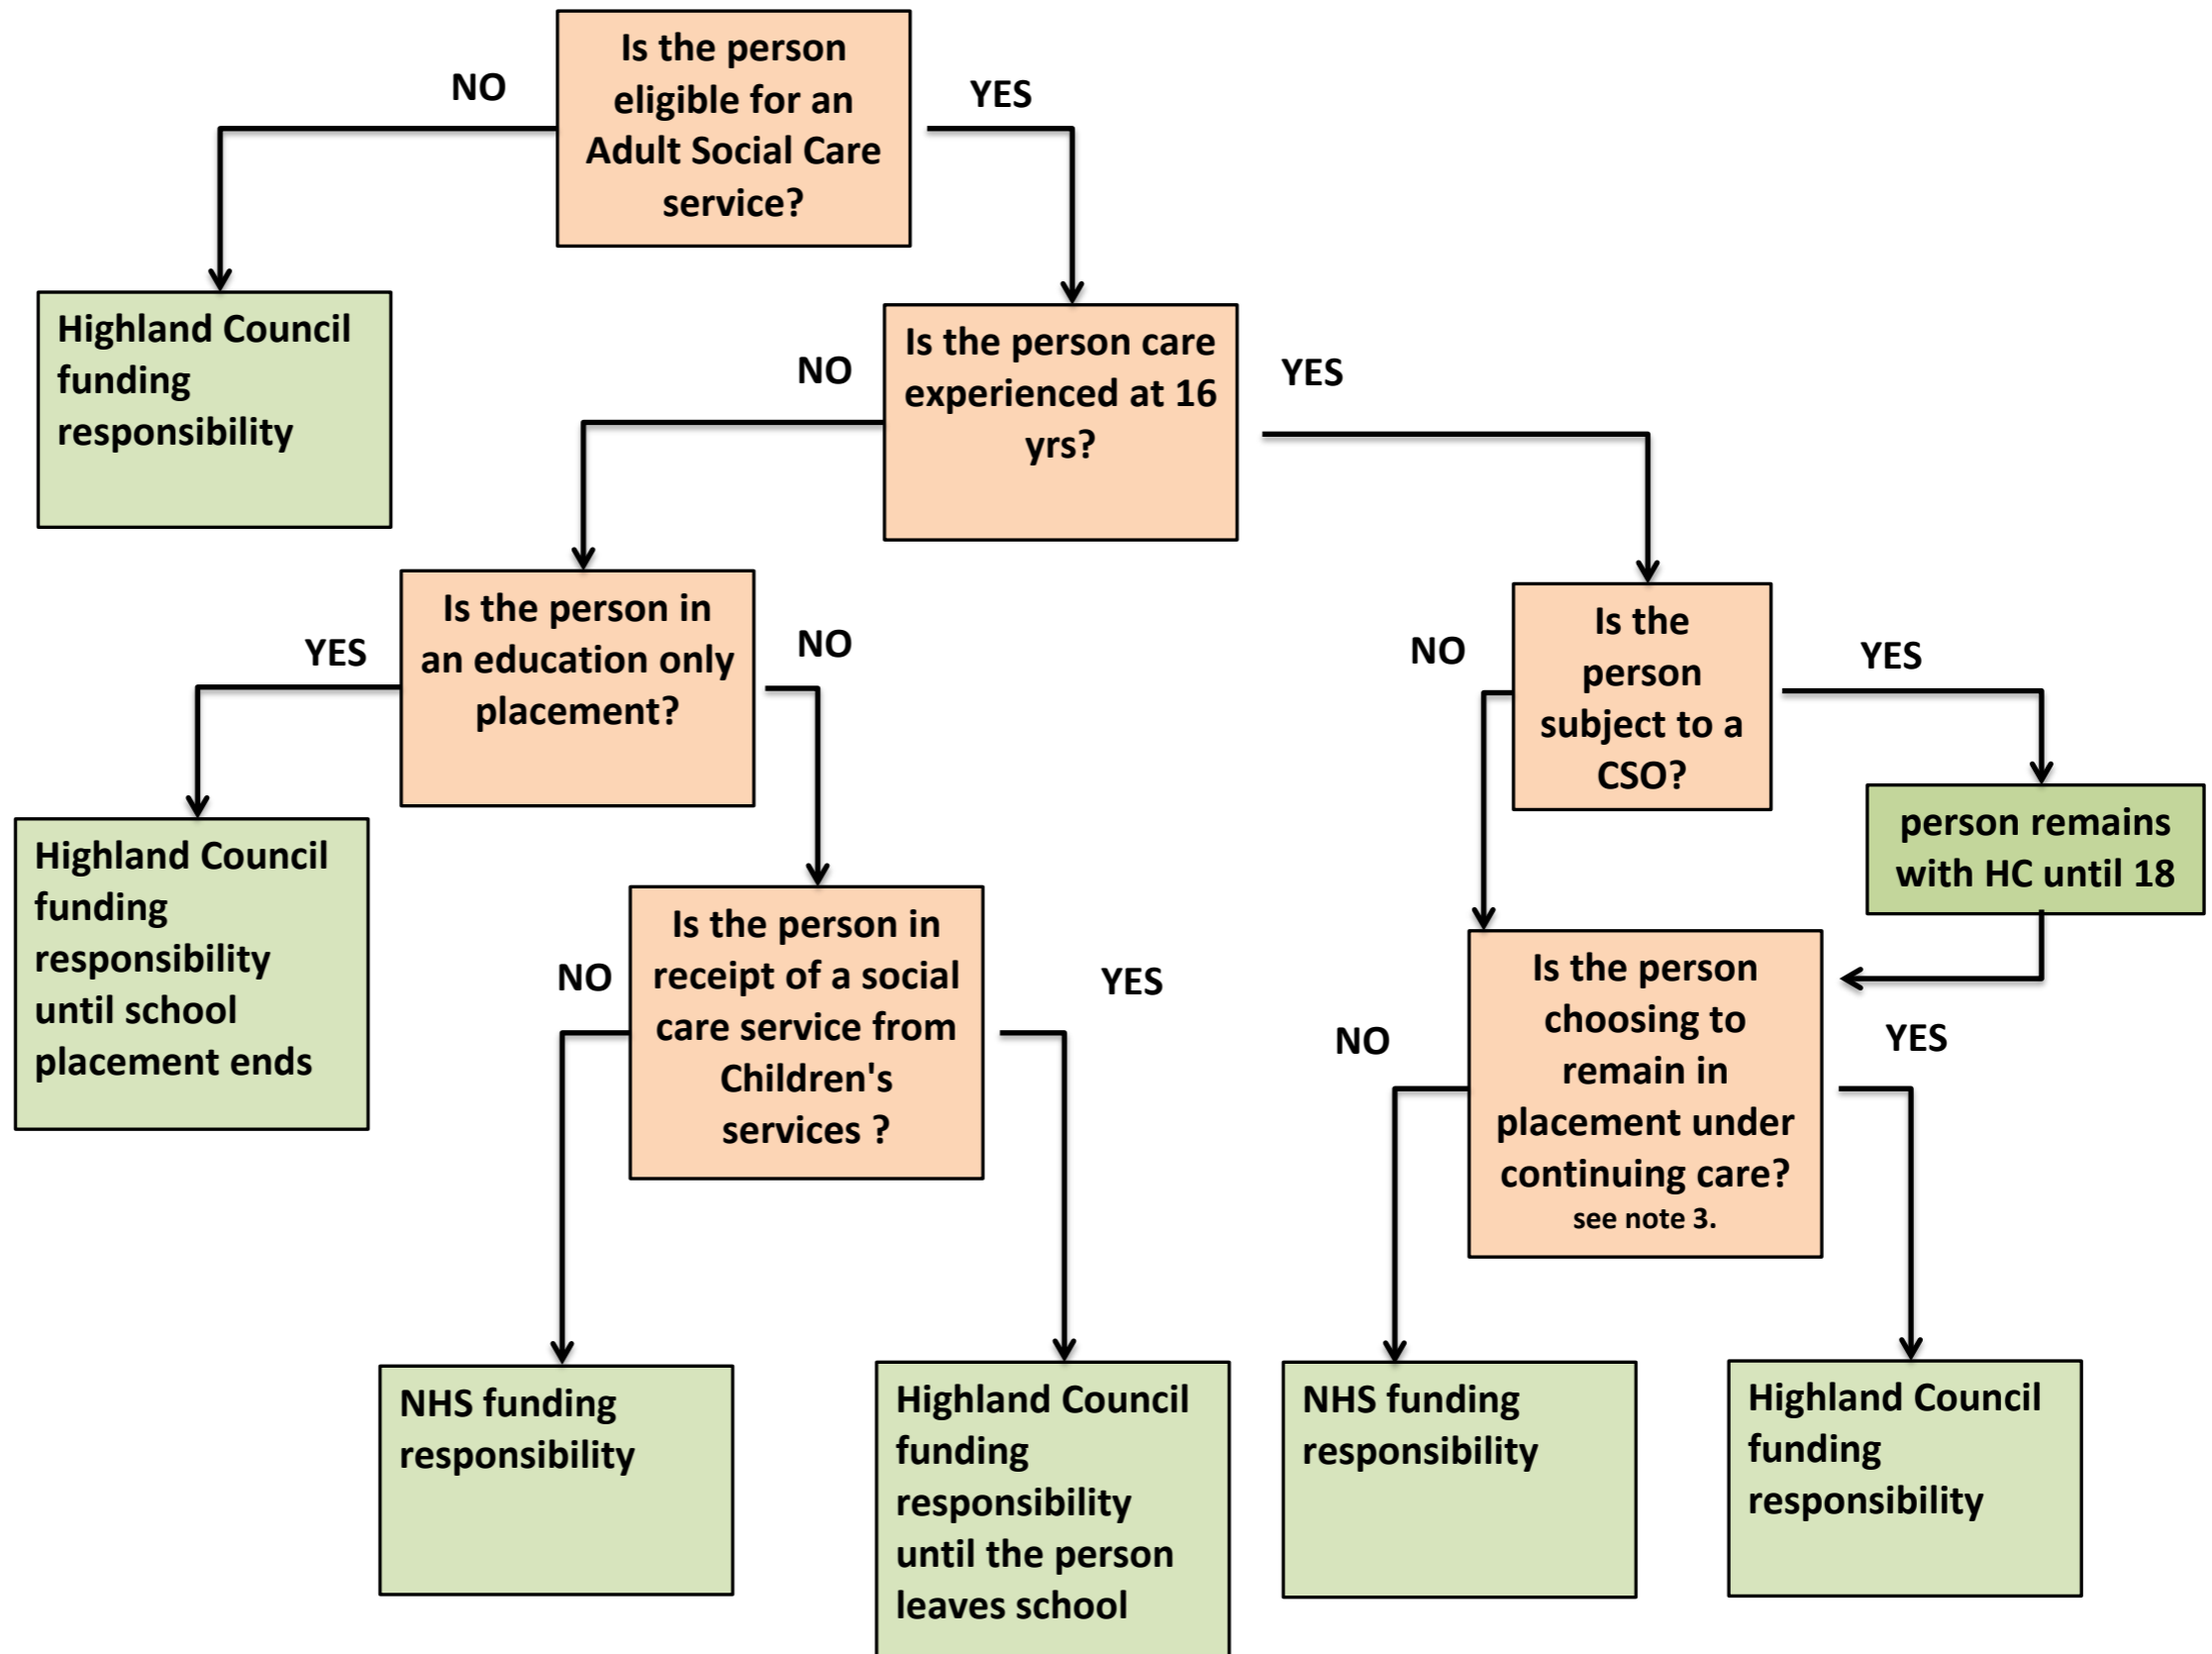 Is the person
eligible for an
Adult Social Care
service?
NO
YES
Highland Council
funding
responsibility
Is the person care
experienced at 16
yrs?
NO
YES
Is the person in
an education only
placement?
YES
NO
Is the
person
subject to a
CSO?
NO
YES
person remains
with HC until 18
Highland Council
funding
responsibility
until school
placement ends
Is the person in
receipt of a social
care service from
Children's
services ?
NO
YES
Is the person
choosing to
remain in
placement under
continuing care?
see note 3.
NO
YES
NHS funding
responsibility
Highland Council
funding
responsibility
until the person
leaves school
NHS funding
responsibility
Highland Council
funding
responsibility